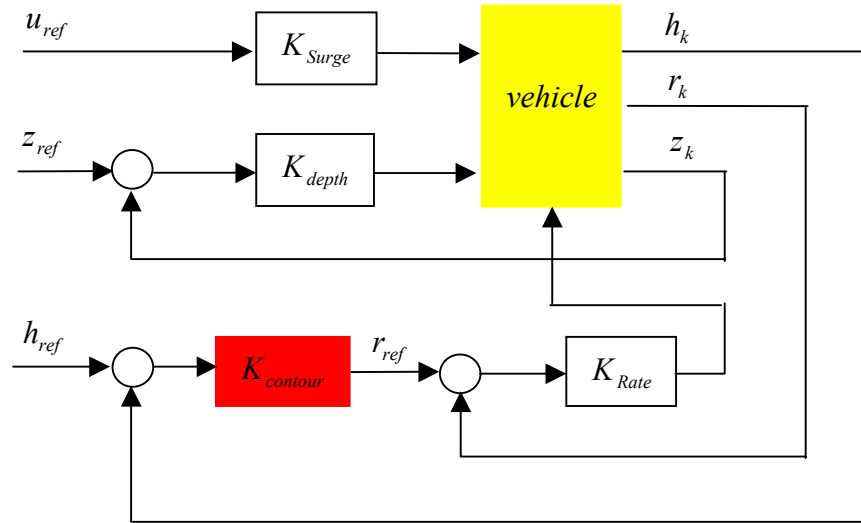 u_ref
K_Surge
vehicle
h_k
r_k
z_ref
K_depth
z_k
h_ref
K_contour
r_ref
K_Rate